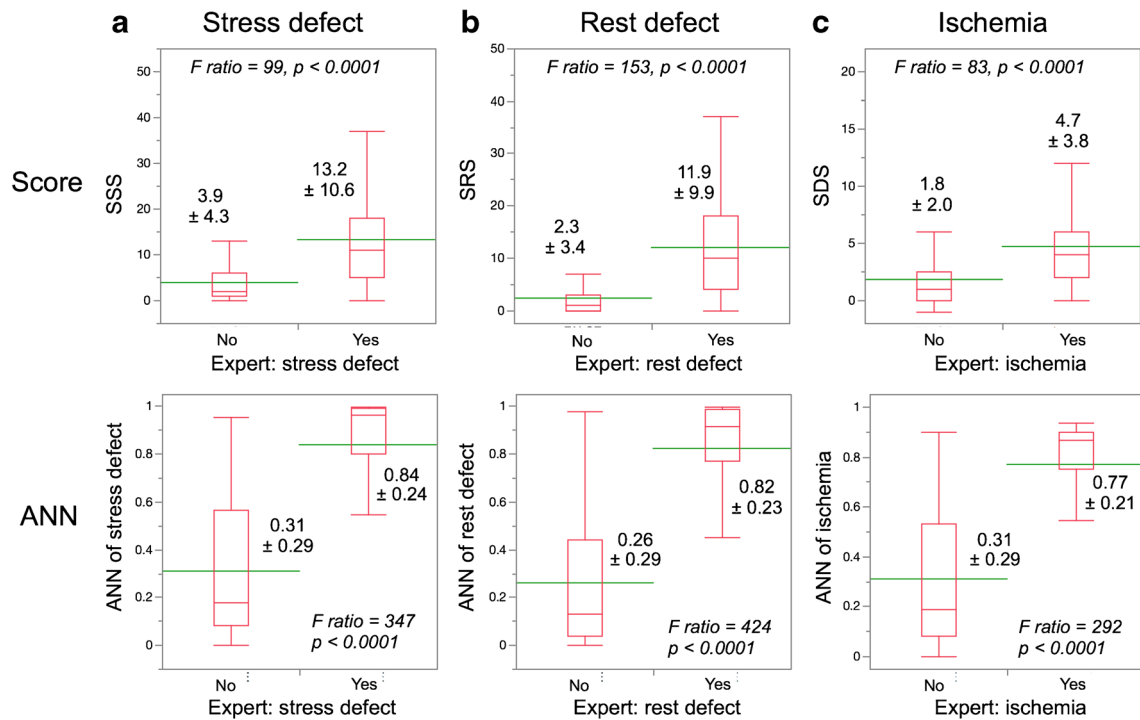 a Stress defect
b Rest defect
c Ischemia
Score
SSS
50
40
30
20
10
0
F ratio = 99, p < 0.0001
3.9
± 4.3
13.2
± 10.6
No
Yes
Expert: stress defect
SRS
50
40
30
20
10
0
F ratio = 153, p < 0.0001
2.3
± 3.4
11.9
± 9.9
No
Yes
Expert: rest defect
SDS
20
15
10
5
0
F ratio = 83, p < 0.0001
1.8
± 2.0
4.7
± 3.8
No
Yes
Expert: ischemia
ANN
ANN of stress defect
1
0.8
0.6
0.4
0.2
0
0.31
± 0.29
0.84
± 0.24
F ratio = 347
p < 0.0001
No
Yes
Expert: stress defect
ANN of rest defect
1
0.8
0.6
0.4
0.2
0
0.26
± 0.29
0.82
± 0.23
F ratio = 424
p < 0.0001
No
Yes
Expert: rest defect
ANN of ischemia
1
0.8
0.6
0.4
0.2
0
0.31
± 0.29
0.77
± 0.21
F ratio = 292
p < 0.0001
No
Yes
Expert: ischemia